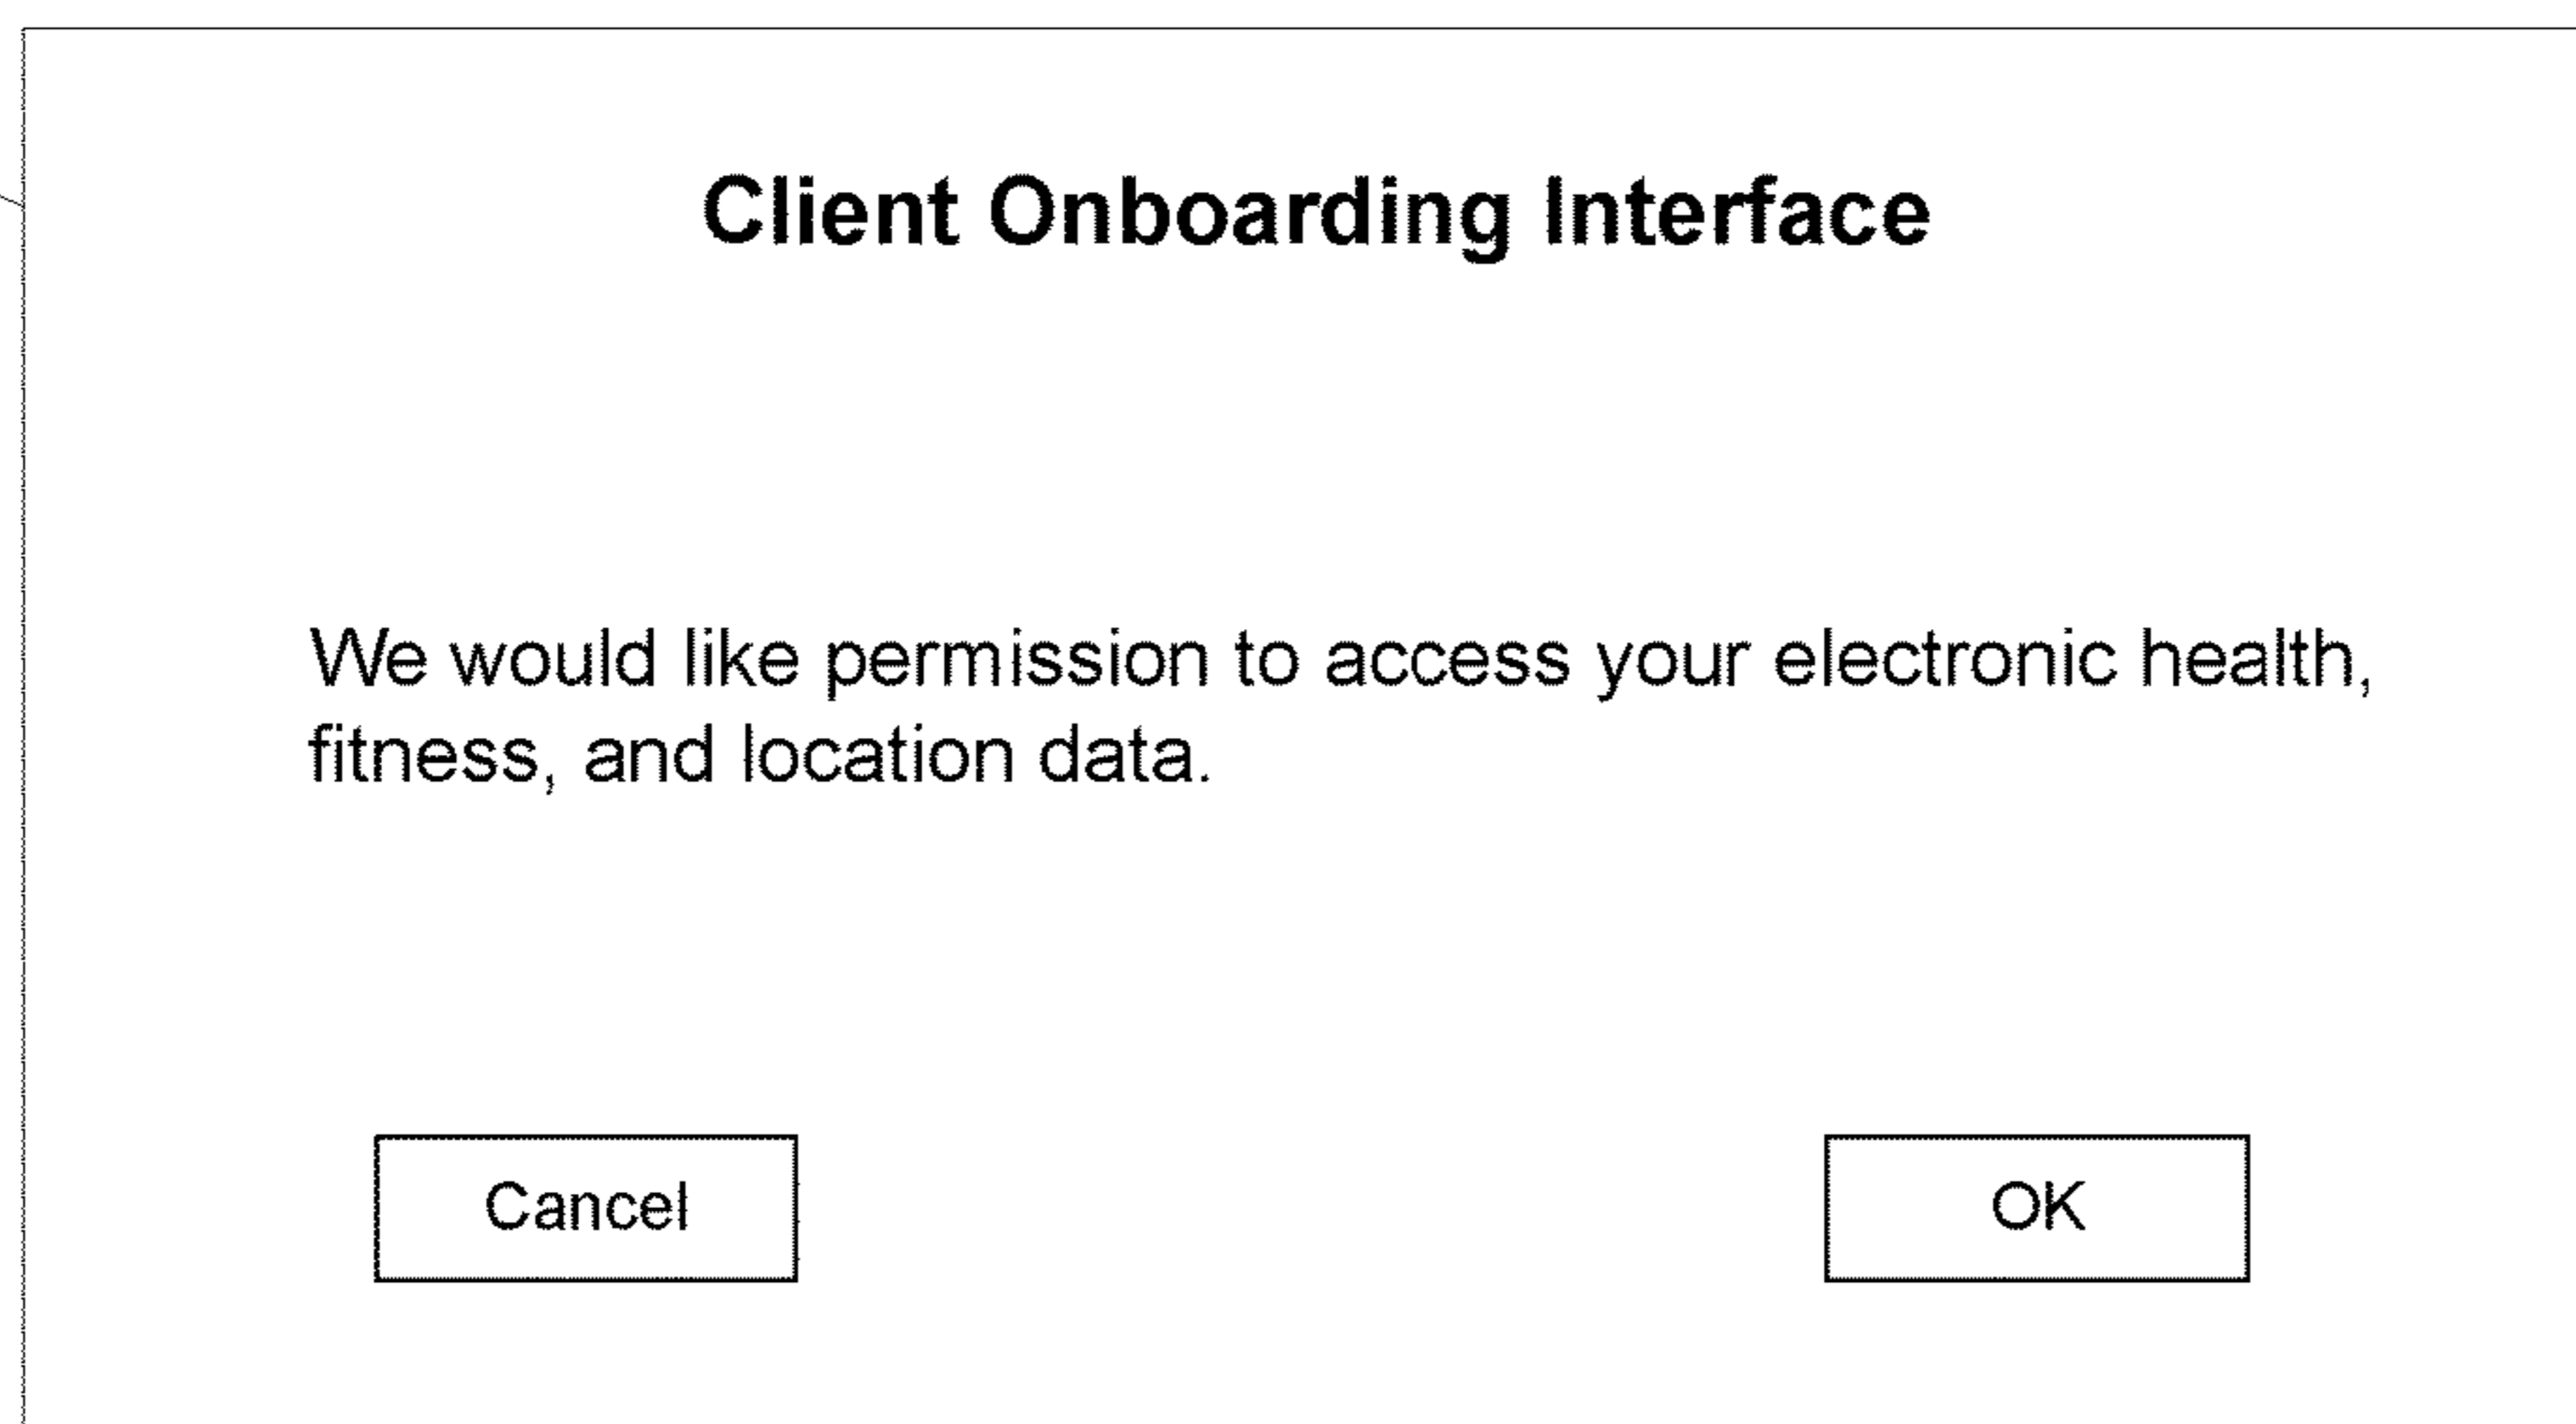 Client Onboarding Interface
We would like permission to access your electronic health,
fitness, and location data.
Cancel
OK